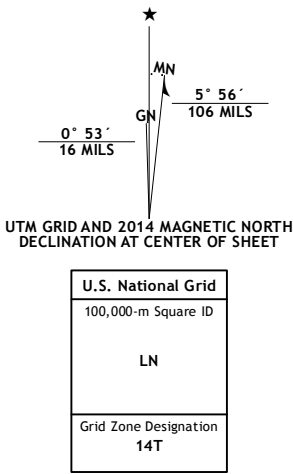 ★
MN
GN
5° 56´
106 MILS
0° 53´
16 MILS
UTM GRID AND 2014 MAGNETIC NORTH
DECLINATION AT CENTER OF SHEET
U.S. National Grid
100,000-m Square ID
LN
Grid Zone Designation
14T